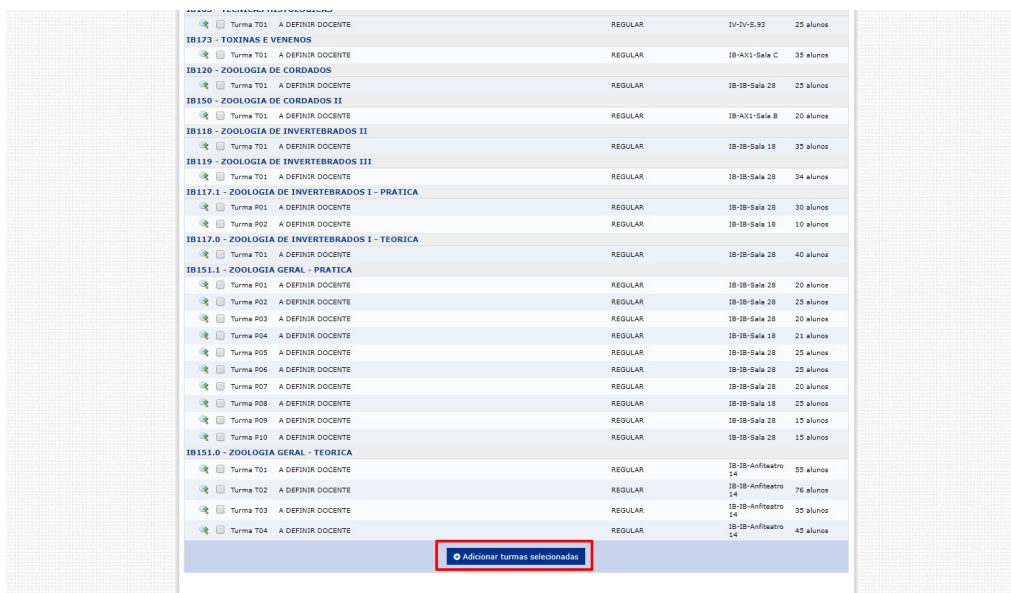 Turma T01 A DEFINIR DOCENTE REGULAR IV-IV-S.93 25 alunos
IB173 - TOXINAS E VENENOS
Turma T01 A DEFINIR DOCENTE REGULAR IB-AX1-Sala C 35 alunos
IB120 - ZOOLOGIA DE CORDADOS
Turma T01 A DEFINIR DOCENTE REGULAR IB-IB-Sala 28 25 alunos
IB150 - ZOOLOGIA DE CORDADOS II
Turma T01 A DEFINIR DOCENTE REGULAR IB-AX1-Sala B 20 alunos
IB118 - ZOOLOGIA DE INVERTEBRADOS II
Turma T01 A DEFINIR DOCENTE REGULAR IB-IB-Sala 18 35 alunos
IB119 - ZOOLOGIA DE INVERTEBRADOS III
Turma T01 A DEFINIR DOCENTE REGULAR IB-IB-Sala 28 34 alunos
IB117.1 - ZOOLOGIA DE INVERTEBRADOS I - PRATICA
Turma P01 A DEFINIR DOCENTE REGULAR IB-IB-Sala 28 30 alunos
Turma P02 A DEFINIR DOCENTE REGULAR IB-IB-Sala 18 10 alunos
IB117.0 - ZOOLOGIA DE INVERTEBRADOS I - TEORICA
Turma T01 A DEFINIR DOCENTE REGULAR IB-IB-Sala 28 40 alunos
IB151.1 - ZOOLOGIA GERAL - PRATICA
Turma P01 A DEFINIR DOCENTE REGULAR IB-IB-Sala 28 20 alunos
Turma P02 A DEFINIR DOCENTE REGULAR IB-IB-Sala 28 25 alunos
Turma P03 A DEFINIR DOCENTE REGULAR IB-IB-Sala 28 20 alunos
Turma P04 A DEFINIR DOCENTE REGULAR IB-IB-Sala 18 21 alunos
Turma P05 A DEFINIR DOCENTE REGULAR IB-IB-Sala 28 25 alunos
Turma P06 A DEFINIR DOCENTE REGULAR IB-IB-Sala 28 25 alunos
Turma P07 A DEFINIR DOCENTE REGULAR IB-IB-Sala 28 20 alunos
Turma P08 A DEFINIR DOCENTE REGULAR IB-IB-Sala 18 25 alunos
Turma P09 A DEFINIR DOCENTE REGULAR IB-IB-Sala 28 15 alunos
Turma P10 A DEFINIR DOCENTE REGULAR IB-IB-Sala 28 15 alunos
IB151.0 - ZOOLOGIA GERAL - TEORICA
Turma T01 A DEFINIR DOCENTE REGULAR IB-IB-Anfiteatro 14 55 alunos
Turma T02 A DEFINIR DOCENTE REGULAR IB-IB-Anfiteatro 14 76 alunos
Turma T03 A DEFINIR DOCENTE REGULAR IB-IB-Anfiteatro 14 35 alunos
Turma T04 A DEFINIR DOCENTE REGULAR IB-IB-Anfiteatro 14 45 alunos
Adicionar turmas selecionadas